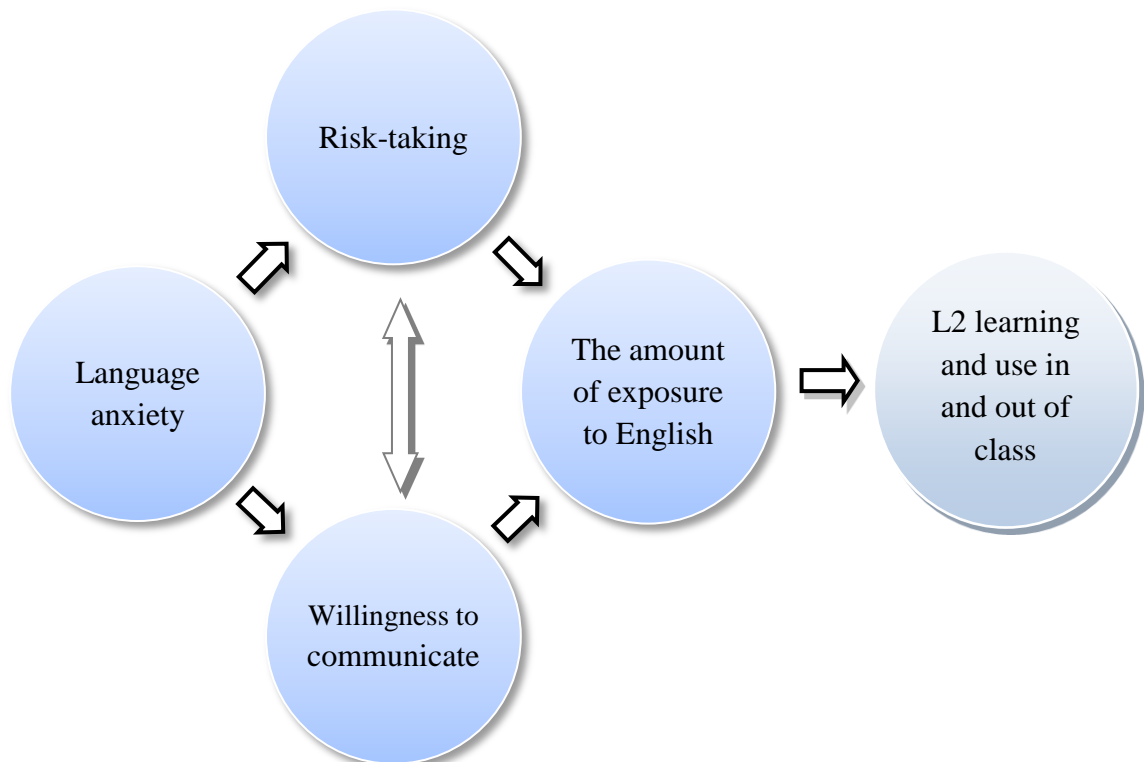 Risk-taking
Language
anxiety
The amount
of exposure
to English
L2 learning
and use in
and out of
class
Willingness to
communicate